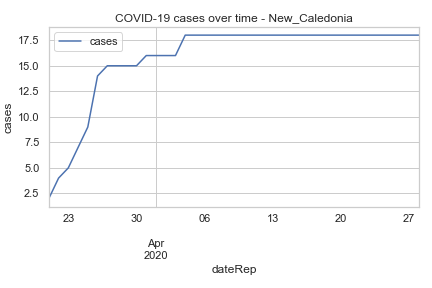 COVID-19 cases over time - New_Caledonia
cases
17.5
15.0
12.5
10.0
7.5
5.0
2.5
cases
23 30 06 13 20 27
Apr
2020
dateRep